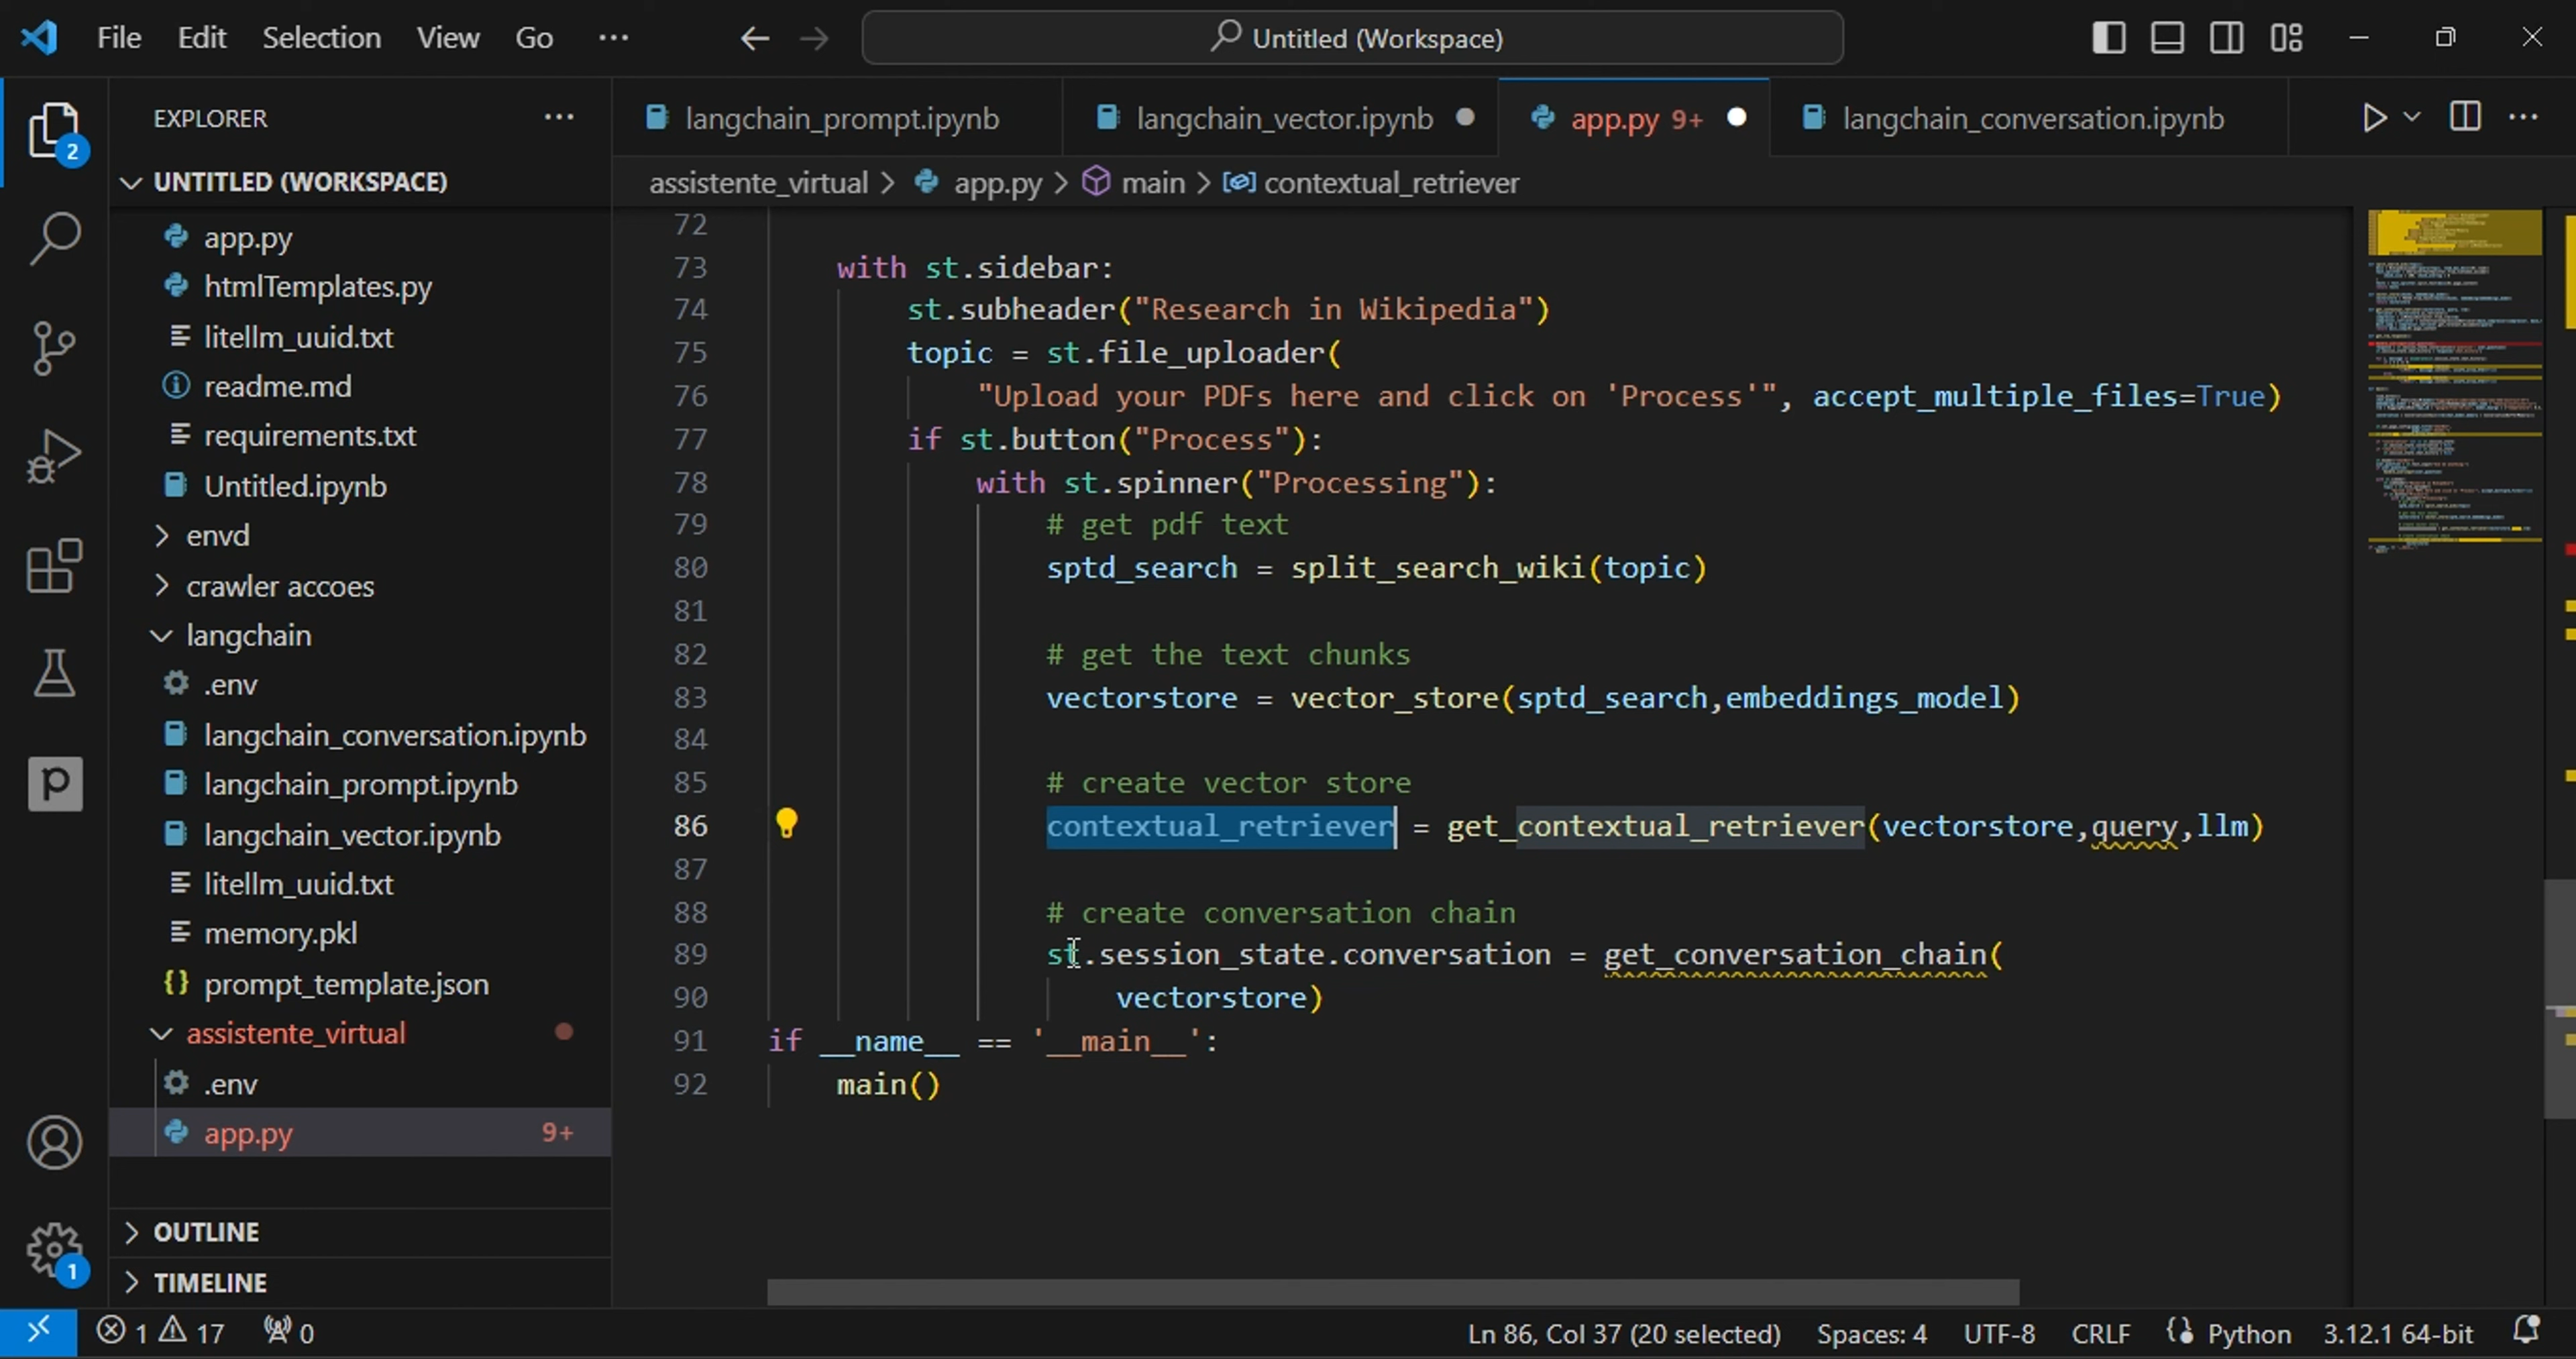 File Edit Selection View Go ··· Untitled (Workspace)
EXPLORER ···
2
UNTITLED (WORKSPACE)
app.py
htmlTemplates.py
litellm_uuid.txt
readme.md
requirements.txt
Untitled.ipynb
envd
crawler accoes
langchain
.env
langchain_conversation.ipynb
langchain_prompt.ipynb
langchain_vector.ipynb
litellm_uuid.txt
memory.pkl
prompt_template.json
assistente_virtual
.env
app.py 9+
OUTLINE
TIMELINE
1
langchain_prompt.ipynb langchain_vector.ipynb app.py 9+ langchain_conversation.ipynb
assistente_virtual > app.py > main > contextual_retriever
72
73 with st.sidebar:
74 st.subheader("Research in Wikipedia")
75 topic = st.file_uploader(
76 "Upload your PDFs here and click on 'Process'", accept_multiple_files=True)
77 if st.button("Process"):
78 with st.spinner("Processing"):
79 # get pdf text
80 sptd_search = split_search_wiki(topic)
81
82 # get the text chunks
83 vectorstore = vector_store(sptd_search,embeddings_model)
84
85 # create vector store
86 contextual_retriever = get_contextual_retriever(vectorstore,query,llm)
87
88 # create conversation chain
89 st.session_state.conversation = get_conversation_chain(
90 vectorstore)
91 if __name__ == '__main__':
92 main()
1 17 0 Ln 86, Col 37 (20 selected) Spaces: 4 UTF-8 CRLF Python 3.12.1 64-bit